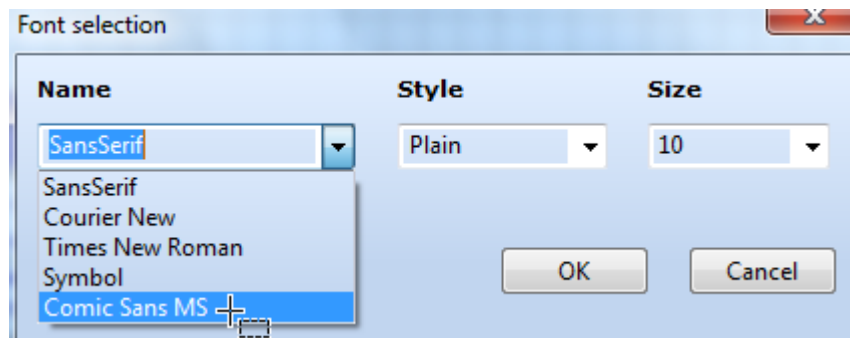 Font selection
X
Name Style Size
SansSerif Plain 10
SansSerif
Courier New
Times New Roman
Symbol
Comic Sans MS
OK Cancel